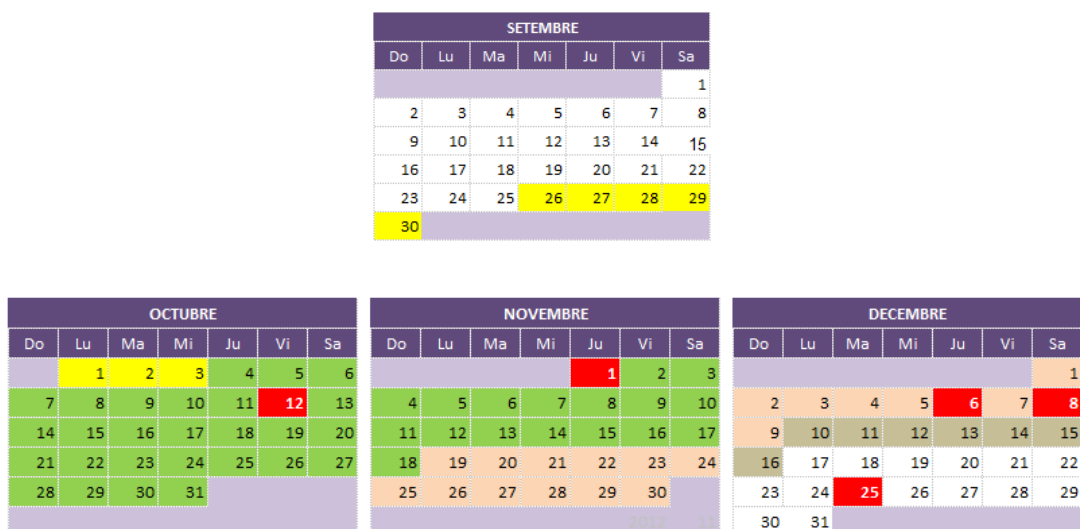 SETEMBRE
Do Lu Ma Mi Ju Vi Sa
1
2 3 4 5 6 7 8
9 10 11 12 13 14 15
16 17 18 19 20 21 22
23 24 25 26 27 28 29
30
OCTUBRE
Do Lu Ma Mi Ju Vi Sa
1 2 3 4 5 6
7 8 9 10 11 12 13
14 15 16 17 18 19 20
21 22 23 24 25 26 27
28 29 30 31
NOVEMBRE
Do Lu Ma Mi Ju Vi Sa
1 2 3
4 5 6 7 8 9 10
11 12 13 14 15 16 17
18 19 20 21 22 23 24
25 26 27 28 29 30
2012 11
DECEMBRE
Do Lu Ma Mi Ju Vi Sa
1
2 3 4 5 6 7 8
9 10 11 12 13 14 15
16 17 18 19 20 21 22
23 24 25 26 27 28 29
30 31